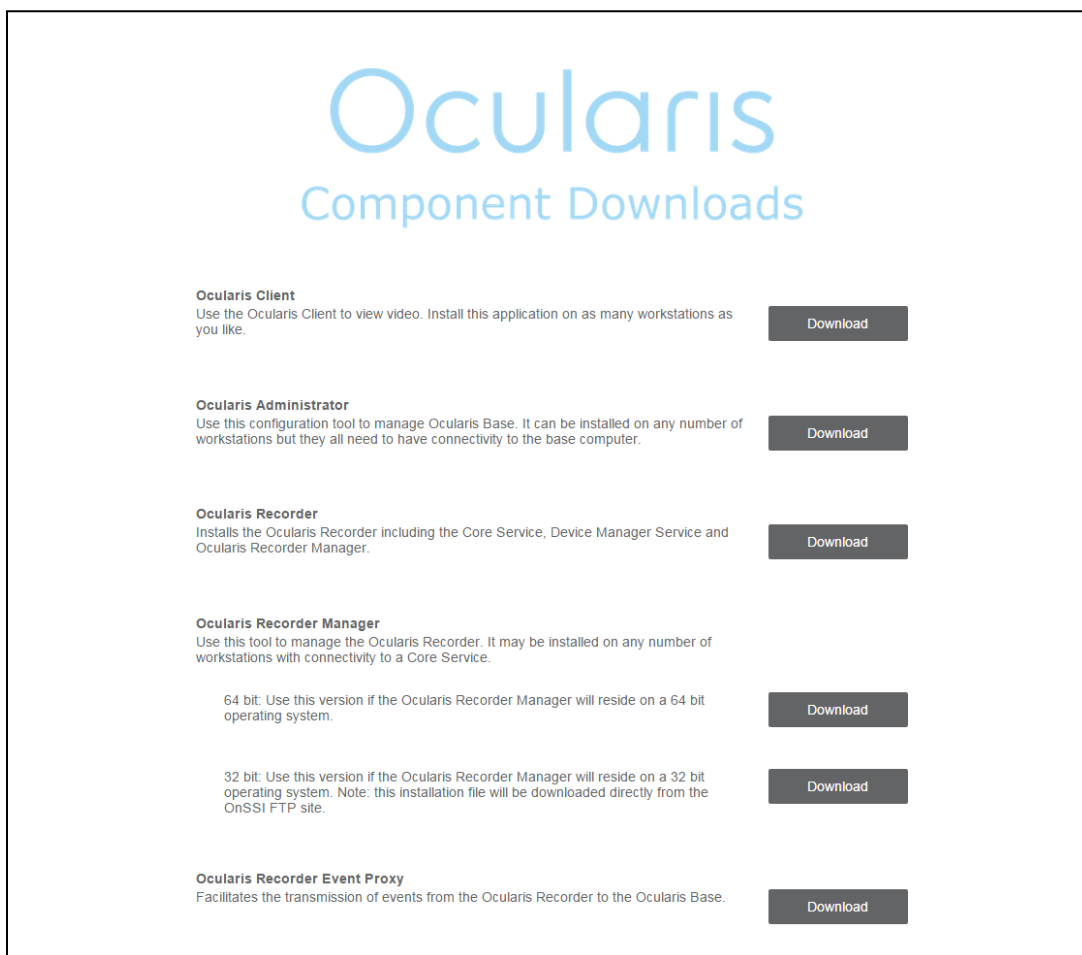 Ocularis
Component Downloads
Ocularis Client
Use the Ocularis Client to view video. Install this application on as many workstations as
you like.
Download
Ocularis Administrator
Use this configuration tool to manage Ocularis Base. It can be installed on any number of
workstations but they all need to have connectivity to the base computer.
Download
Ocularis Recorder
Installs the Ocularis Recorder including the Core Service, Device Manager Service and
Ocularis Recorder Manager.
Download
Ocularis Recorder Manager
Use this tool to manage the Ocularis Recorder. It may be installed on any number of
workstations with connectivity to a Core Service.
64 bit: Use this version if the Ocularis Recorder Manager will reside on a 64 bit
operating system.
Download
32 bit: Use this version if the Ocularis Recorder Manager will reside on a 32 bit
operating system. Note: this installation file will be downloaded directly from the
OnSSI FTP site.
Download
Ocularis Recorder Event Proxy
Facilitates the transmission of events from the Ocularis Recorder to the Ocularis Base.
Download